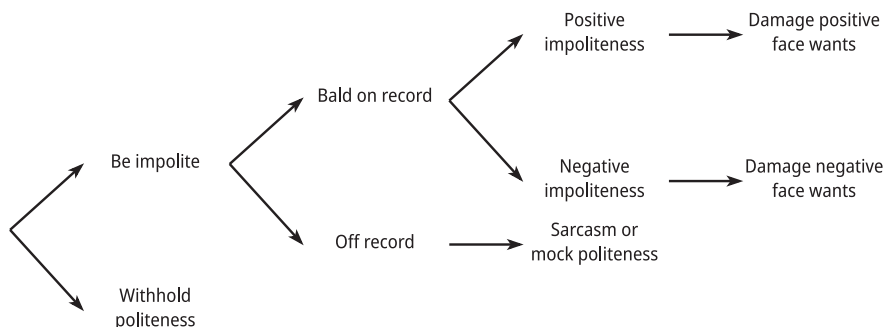 Positive
impoliteness
Damage positive
face wants
Bald on record
Be impolite
Negative
impoliteness
Damage negative
face wants
Off record
Sarcasm or
mock politeness
Withhold
politeness